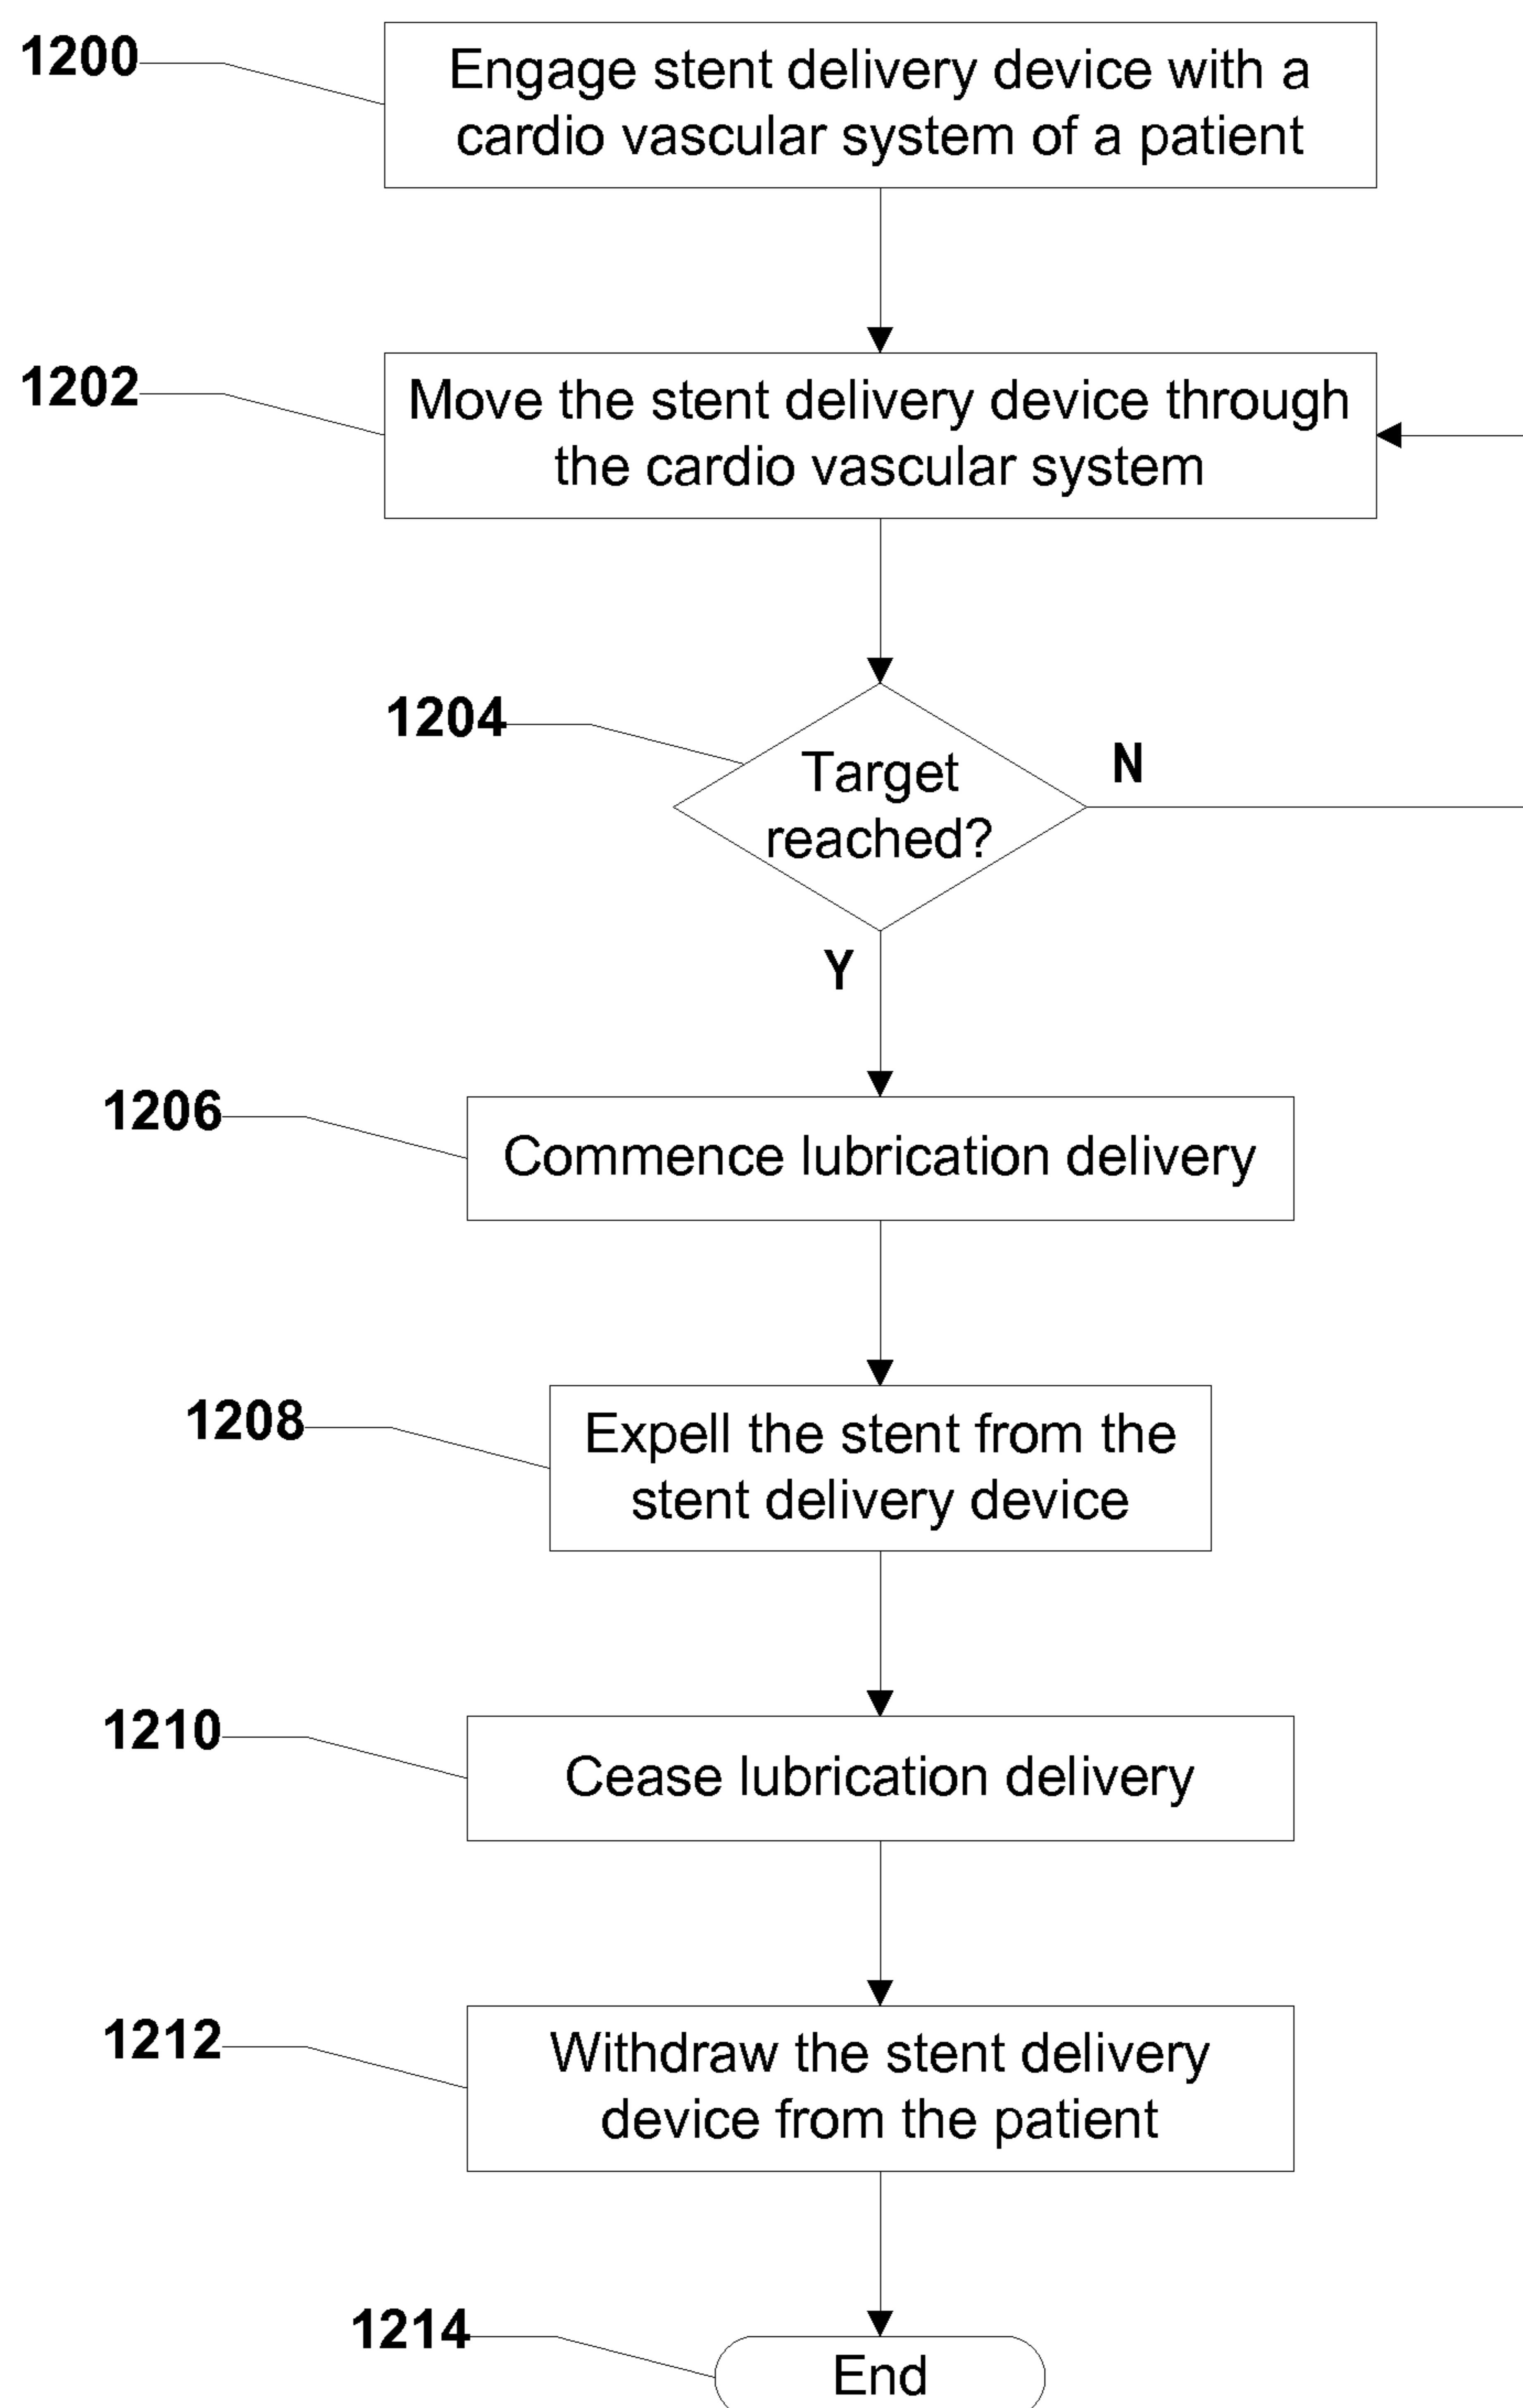 1200
Engage stent delivery device with a
cardio vascular system of a patient
1202
Move the stent delivery device through
the cardio vascular system
1204
Target
reached?
N
Y
1206
Commence lubrication delivery
1208
Expell the stent from the
stent delivery device
1210
Cease lubrication delivery
1212
Withdraw the stent delivery
device from the patient
1214
End